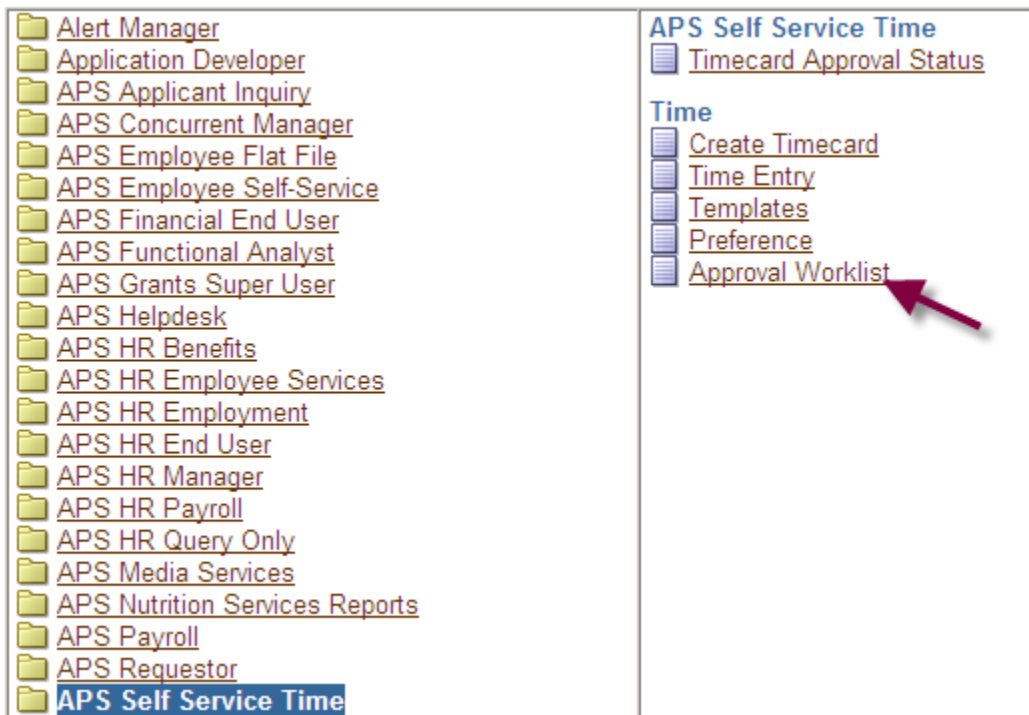 Alert Manager
Application Developer
APS Applicant Inquiry
APS Concurrent Manager
APS Employee Flat File
APS Employee Self-Service
APS Financial End User
APS Functional Analyst
APS Grants Super User
APS Helpdesk
APS HR Benefits
APS HR Employee Services
APS HR Employment
APS HR End User
APS HR Manager
APS HR Payroll
APS HR Query Only
APS Media Services
APS Nutrition Services Reports
APS Payroll
APS Requestor
APS Self Service Time
APS Self Service Time
Timecard Approval Status
Time
Create Timecard
Time Entry
Templates
Preference
Approval Worklist